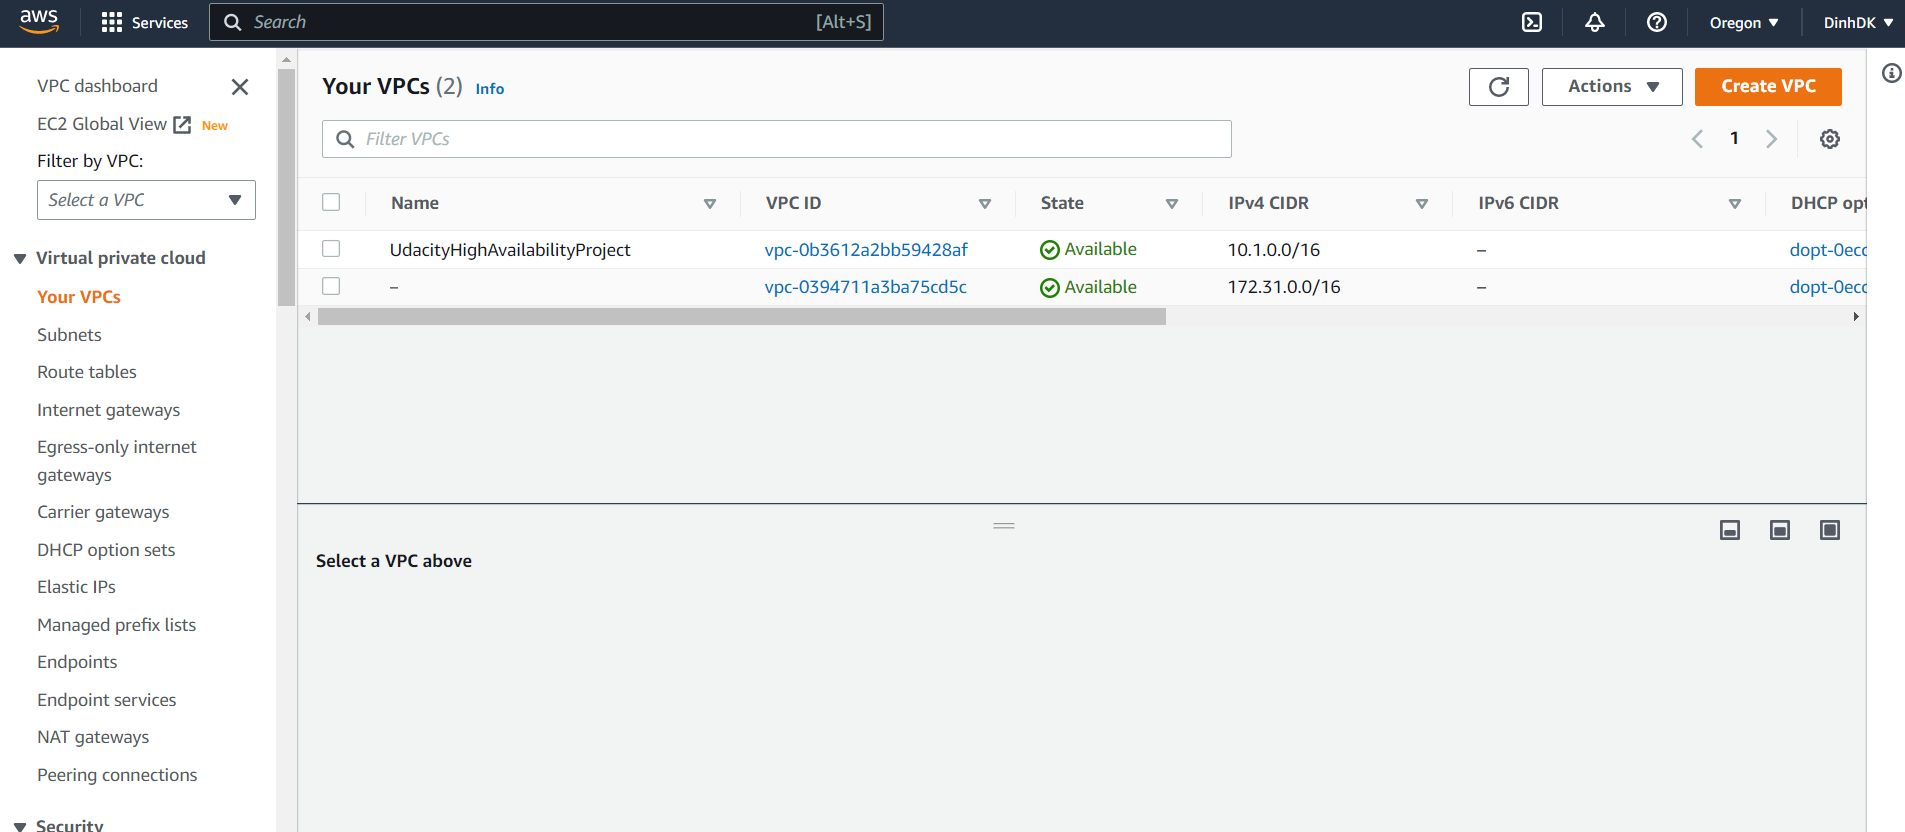 aws
Services
Search [Alt+S]
Oregon
DinhDK
VPC dashboard
EC2 Global View New
Filter by VPC:
Select a VPC
Virtual private cloud
Your VPCs
Subnets
Route tables
Internet gateways
Egress-only internet
gateways
Carrier gateways
DHCP option sets
Elastic IPs
Managed prefix lists
Endpoints
Endpoint services
NAT gateways
Peering connections
Security
Your VPCs (2) Info
Actions
Create VPC
Filter VPCs
1
Name VPC ID State IPv4 CIDR IPv6 CIDR DHCP opt
UdacityHighAvailabilityProject vpc-0b3612a2bb59428af Available 10.1.0.0/16 – dopt-0ecc
– vpc-0394711a3ba75cd5c Available 172.31.0.0/16 – dopt-0ecc
Select a VPC above